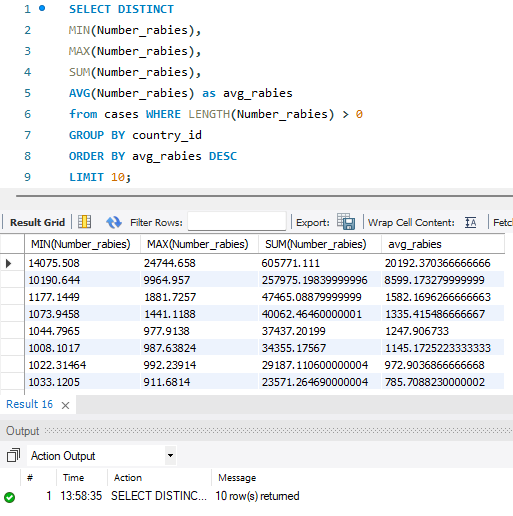 1 SELECT DISTINCT
2 MIN(Number_rabies),
3 MAX(Number_rabies),
4 SUM(Number_rabies),
5 AVG(Number_rabies) as avg_rabies
6 from cases WHERE LENGTH(Number_rabies) > 0
7 GROUP BY country_id
8 ORDER BY avg_rabies DESC
9 LIMIT 10;
Result Grid Filter Rows: Export: Wrap Cell Content: Fetc
MIN(Number_rabies) MAX(Number_rabies) SUM(Number_rabies) avg_rabies
14075.508 24744.658 605771.111 20192.370366666666
10190.644 9964.957 257975.19839999996 8599.173279999999
1177.1449 1881.7257 47465.08879999999 1582.1696266666663
1073.9458 1441.1188 40062.46460000001 1335.415486666667
1044.7965 977.9138 37437.20199 1247.906733
1008.1017 987.63824 34355.17567 1145.1725223333333
1022.31464 992.23914 29187.110600000004 972.9036866666668
1033.1205 911.6814 23571.264690000004 785.7088230000002
Result 16
Output
Action Output
# Time Action Message
1 13:58:35 SELECT DISTINC... 10 row(s) returned